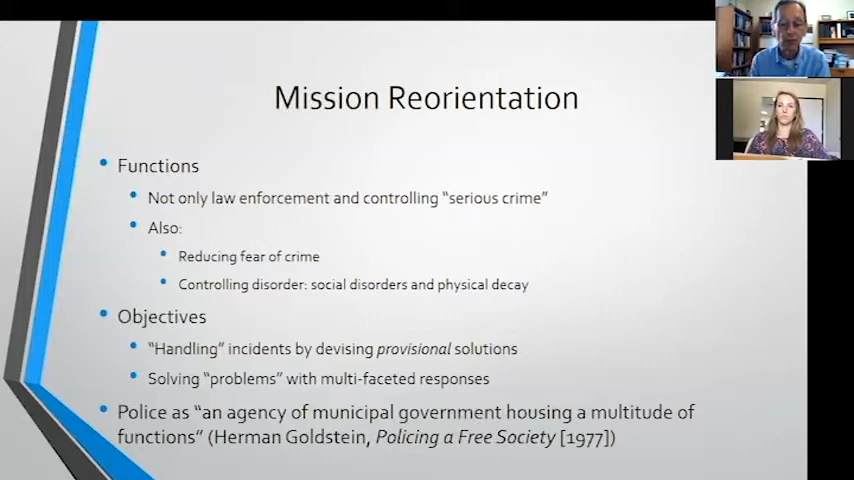 Mission Reorientation
Functions
Not only law enforcement and controlling “serious crime”
Also:
Reducing fear of crime
Controlling disorder: social disorders and physical decay
Objectives
“Handling” incidents by devising provisional solutions
Solving “problems” with multi-faceted responses
Police as “an agency of municipal government housing a multitude of
functions” (Herman Goldstein, Policing a Free Society [1977])